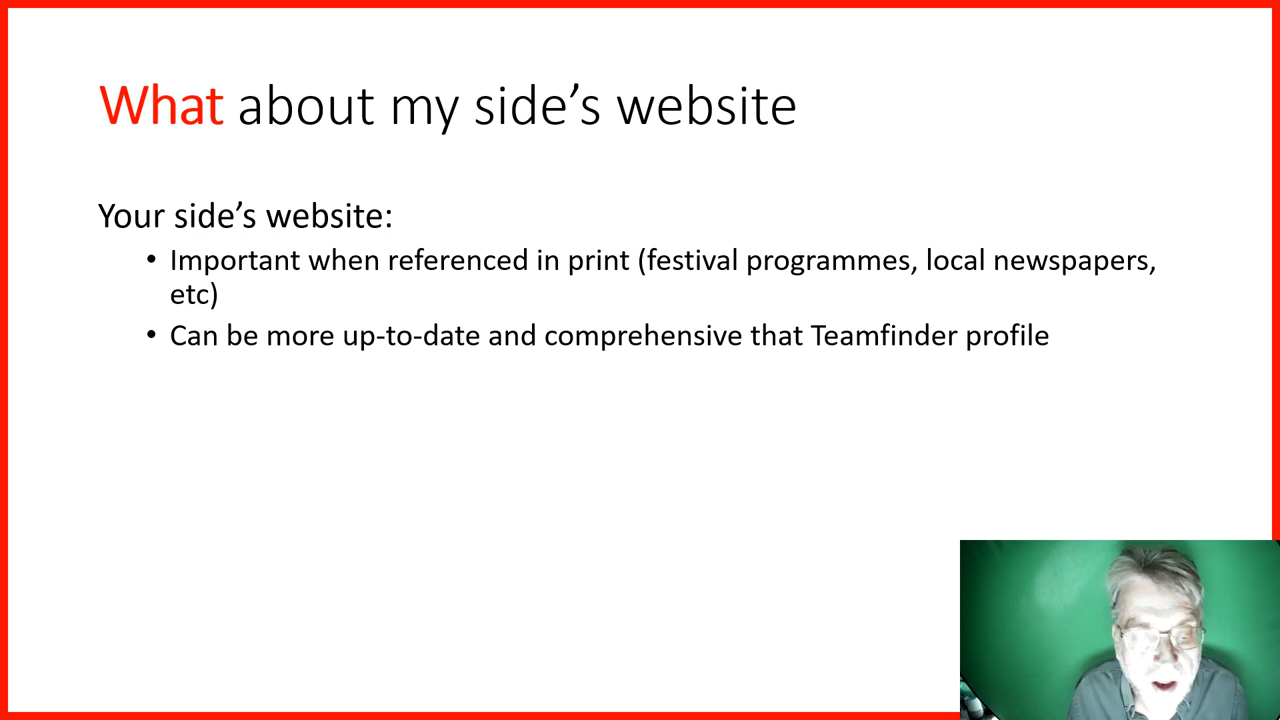 What about my side’s website
Your side’s website:
• Important when referenced in print (festival programmes, local newspapers,
etc)
• Can be more up-to-date and comprehensive that Teamfinder profile